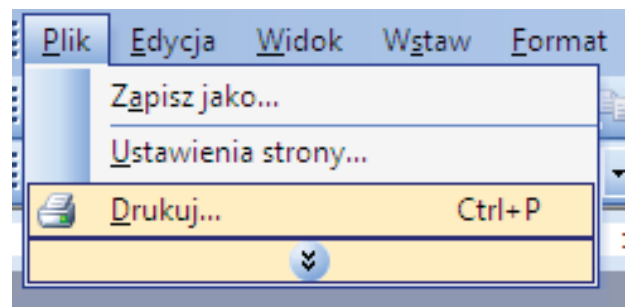 Plik Edycja Widok Wstaw Format
Zapisz jako...
Ustawienia strony...
Drukuj... Ctrl+P